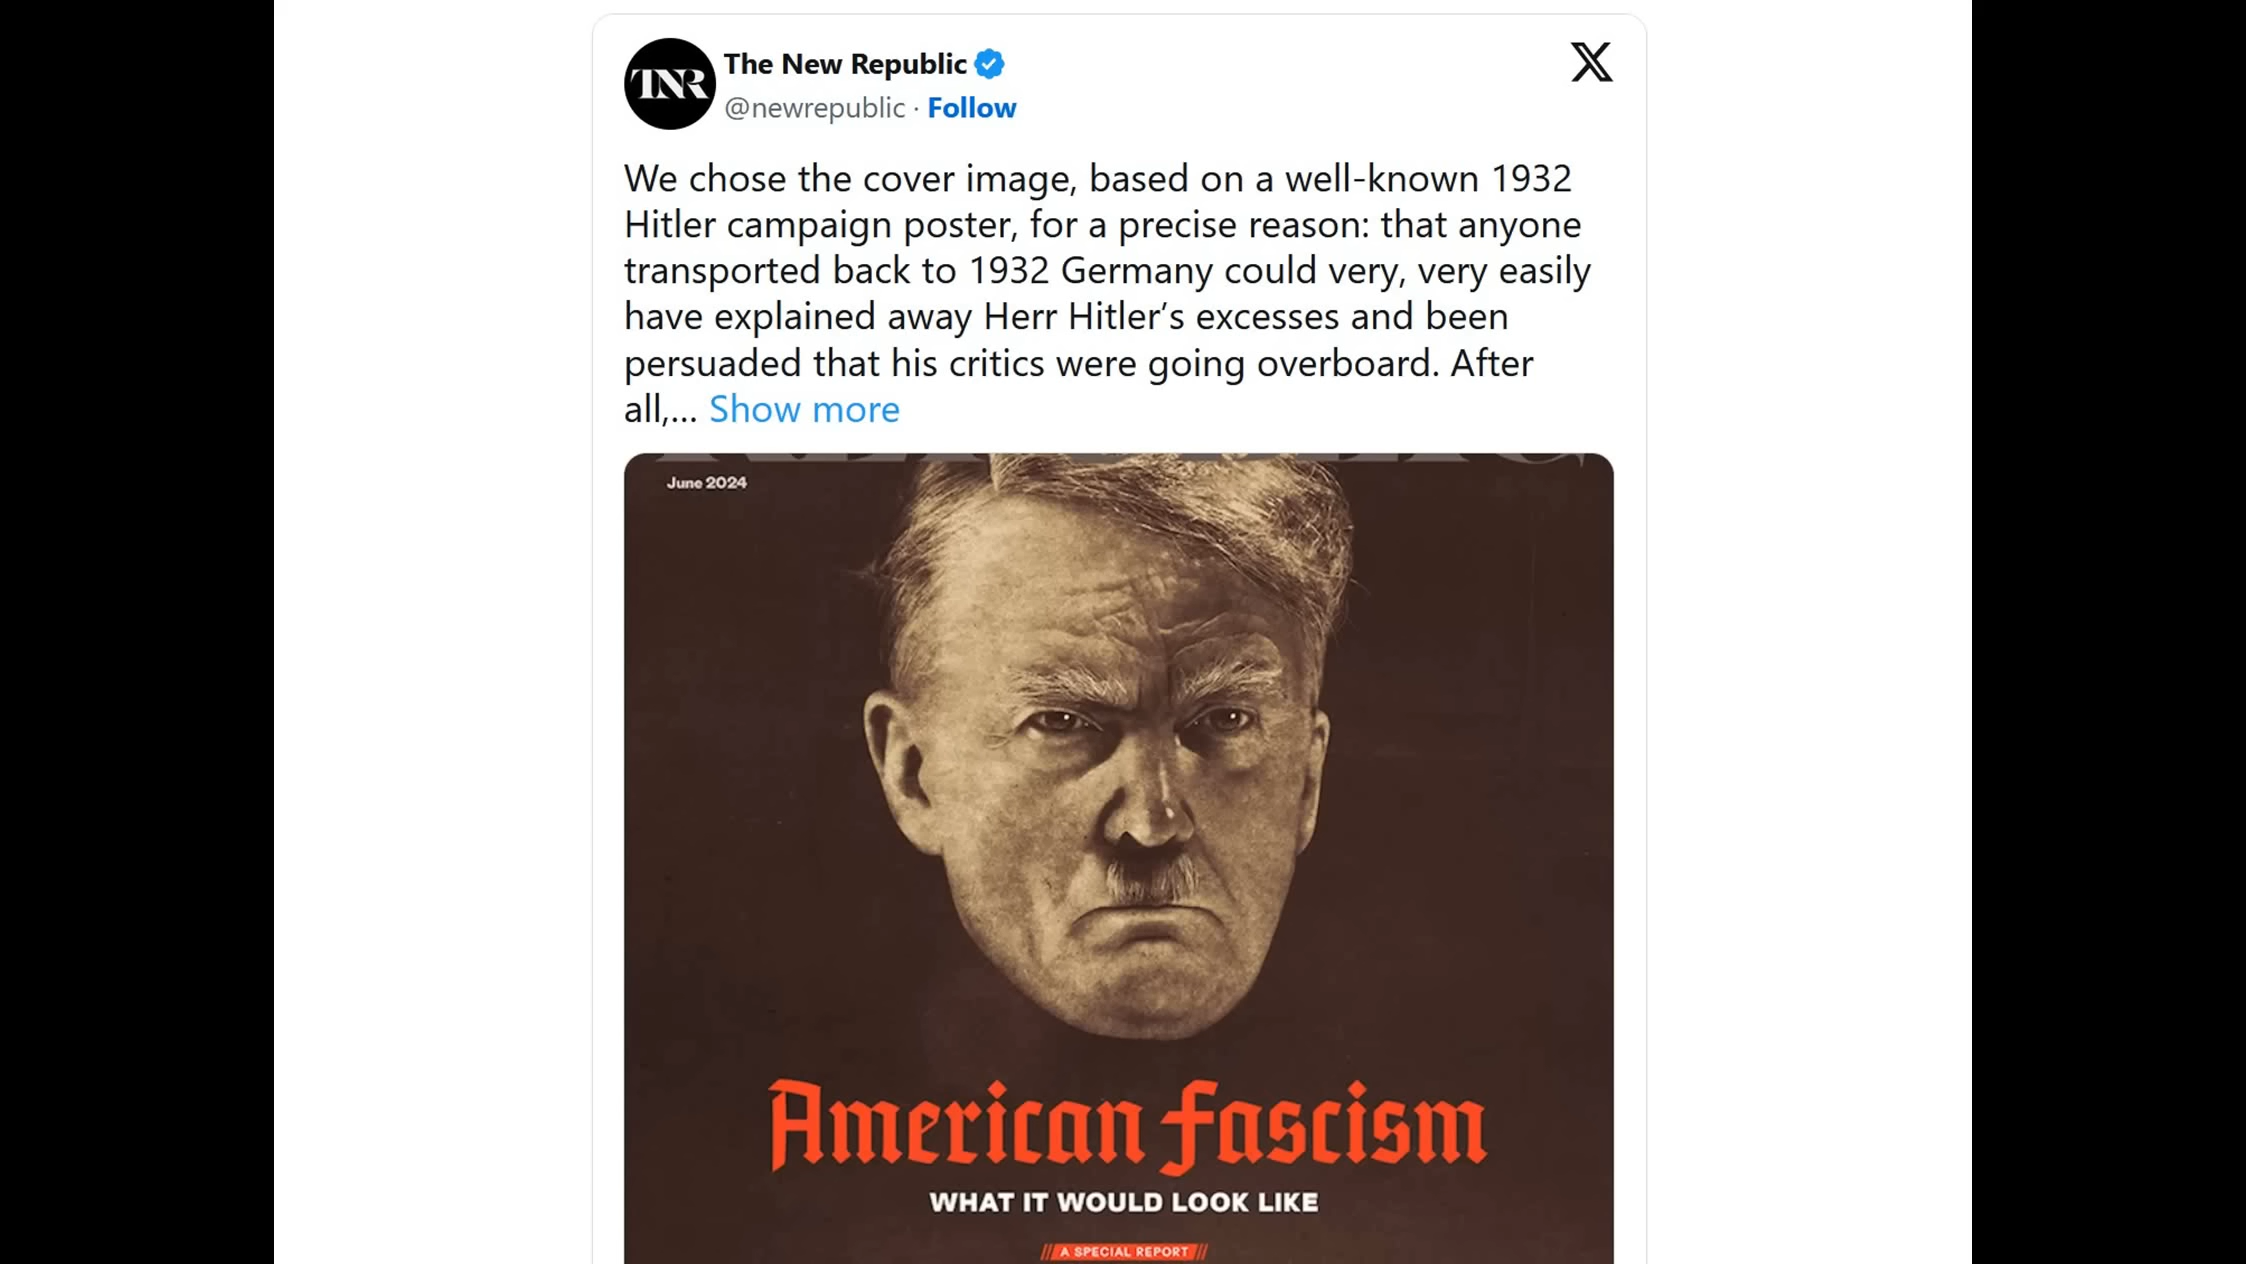 TNR
The New Republic
@newrepublic · Follow
We chose the cover image, based on a well-known 1932
Hitler campaign poster, for a precise reason: that anyone
transported back to 1932 Germany could very, very easily
have explained away Herr Hitler’s excesses and been
persuaded that his critics were going overboard. After
all,... Show more
June 2024
American Fascism
WHAT IT WOULD LOOK LIKE
A SPECIAL REPORT